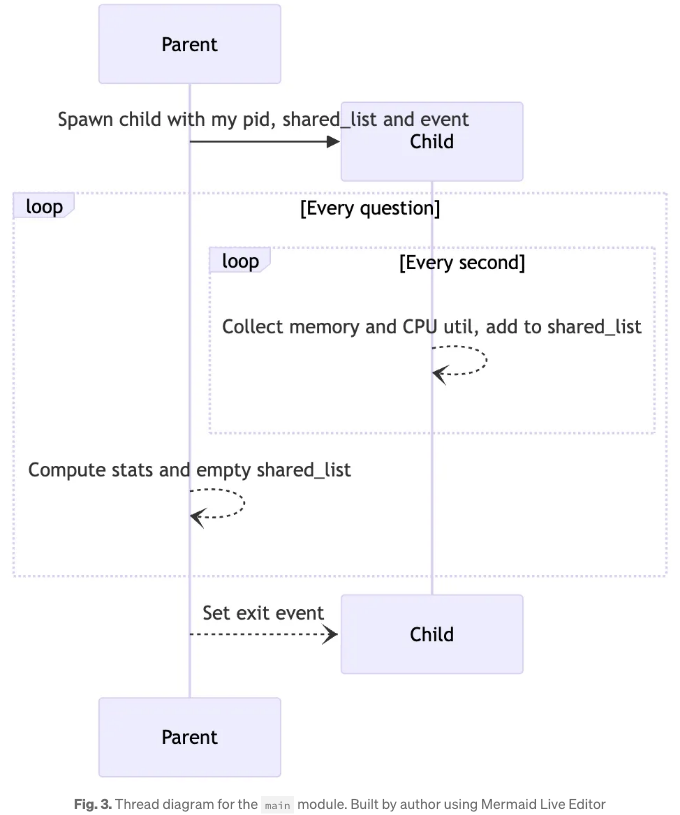 Parent
Spawn child with my pid, shared_list and event
Child
loop
[Every question]
loop
[Every second]
Collect memory and CPU util, add to shared_list
Compute stats and empty shared_list
Set exit event
Child
Parent
Fig. 3. Thread diagram for the main module. Built by author using Mermaid Live Editor